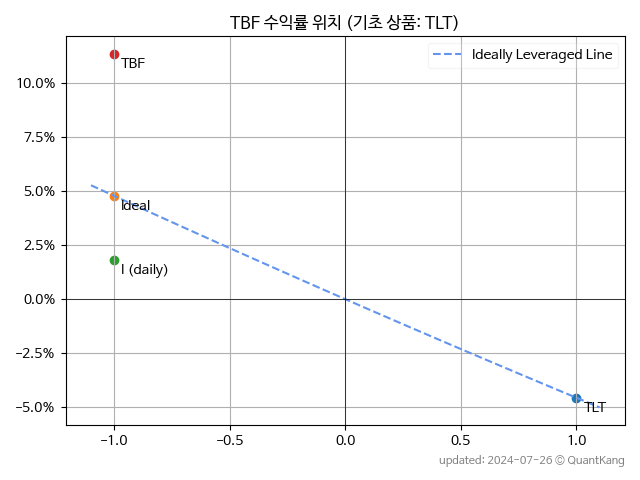 TBF 수익률 위치 (기초 상품: TLT)
Ideally Leveraged Line
TBF
Ideal
I (daily)
TLT
10.0%
7.5%
5.0%
2.5%
0.0%
−2.5%
−5.0%
−1.0 −0.5 0.0 0.5 1.0
updated: 2024-07-26 © QuantKang